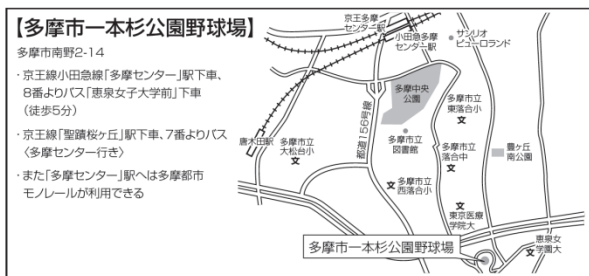 【多摩市一本杉公園野球場】
多摩市南野2-14
・京王線小田急線「多摩センター」駅下車、
8番よりバス「恵泉女子大学前」下車
（徒歩5分）
・京王線「聖蹟桜ヶ丘」駅下車、7番よりバス
〈多摩センター行き〉
・また「多摩センター」駅へは多摩都市
モノレールが利用できる
京王多摩
センター駅
小田急多摩
センター駅
サンリオ
ピューロランド
多摩中央
公園
多摩市立
東落合小
都道156号線
唐木田駅
多摩市立
大松台小
多摩市立
図書館
多摩市立
落合中
豊ヶ丘
南公園
多摩市立
西落合小
東京医療
学院大
多摩市一本杉公園野球場
恵泉女
学園大